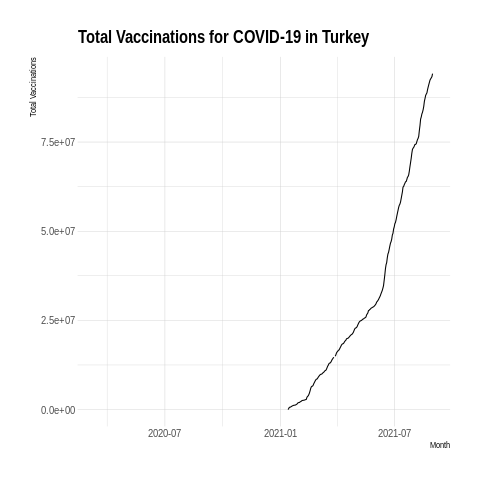 Total Vaccinations for COVID-19 in Turkey
Total Vaccinations
7.5e+07
5.0e+07
2.5e+07
0.0e+00
2020-07
2021-01
2021-07
Month